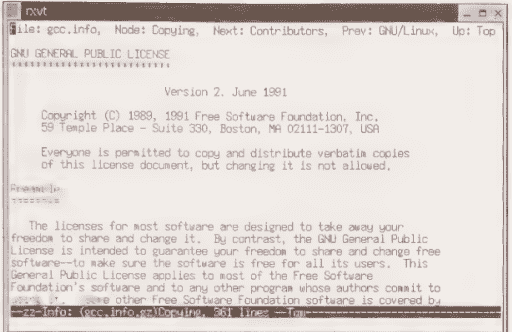 rxvt
File: gcc.info,  Node: Copying,  Next: Contributors,  Prev: GNU/Linux,  Up: Top
GNU GENERAL PUBLIC LICENSE
**************************
Version 2, June 1991
Copyright (C) 1989, 1991 Free Software Foundation, Inc.
59 Temple Place - Suite 330, Boston, MA 02111-1307, USA
Everyone is permitted to copy and distribute verbatim copies
of this license document, but changing it is not allowed.
Preamble
========
The licenses for most software are designed to take away your
freedom to share and change it.  By contrast, the GNU General Public
License is intended to guarantee your freedom to share and change free
software--to make sure the software is free for all its users.  This
General Public License applies to most of the Free Software
Foundation's software and to any other program whose authors commit to
other Free Software Foundation software is covered by
--zz-Info: (gcc.info.gz)Copying, 361 lines --Top--